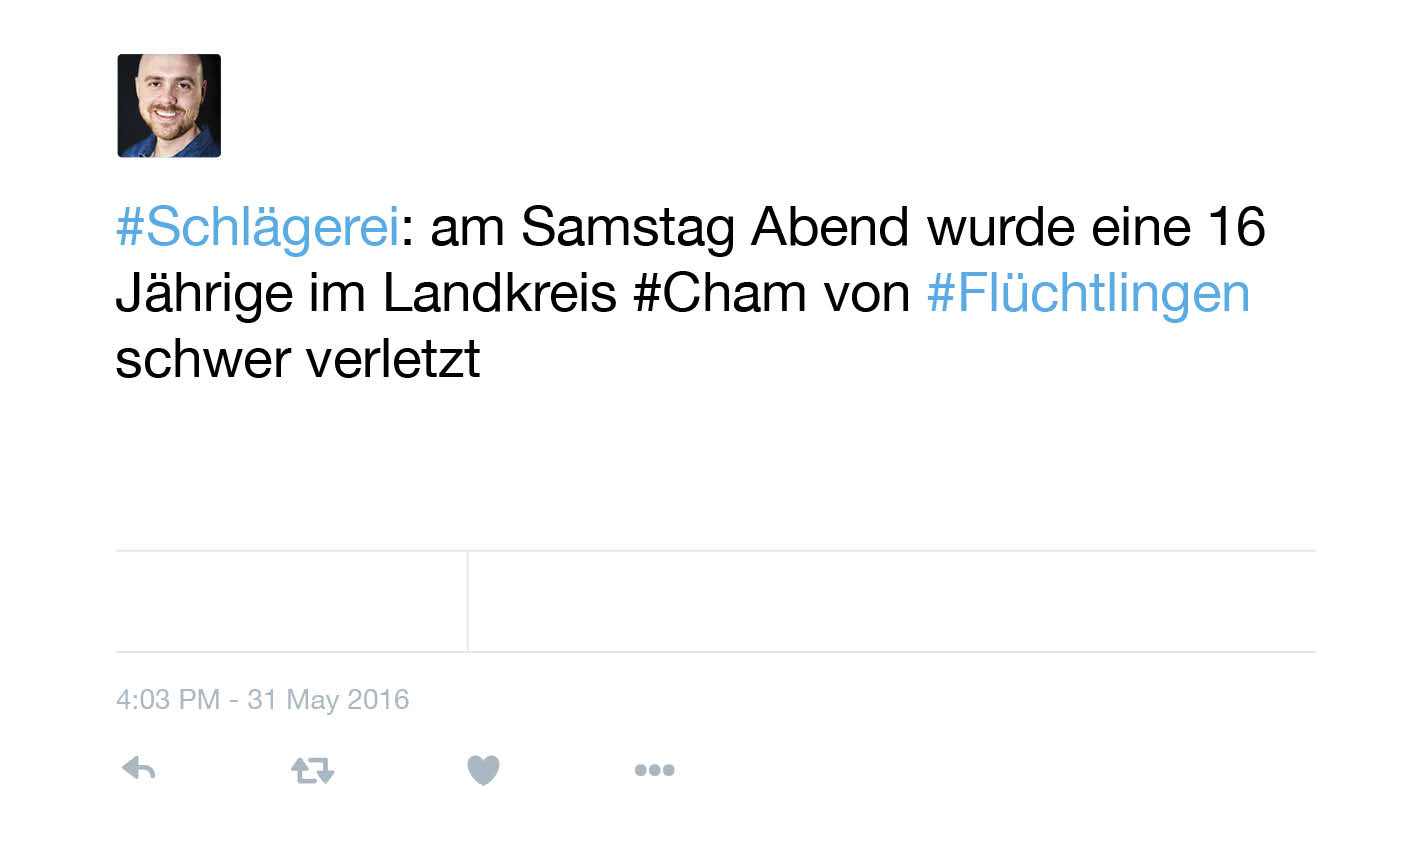 #Schlägerei: am Samstag Abend wurde eine 16
Jährige im Landkreis #Cham von #Flüchtlingen
schwer verletzt
4:03 PM - 31 May 2016